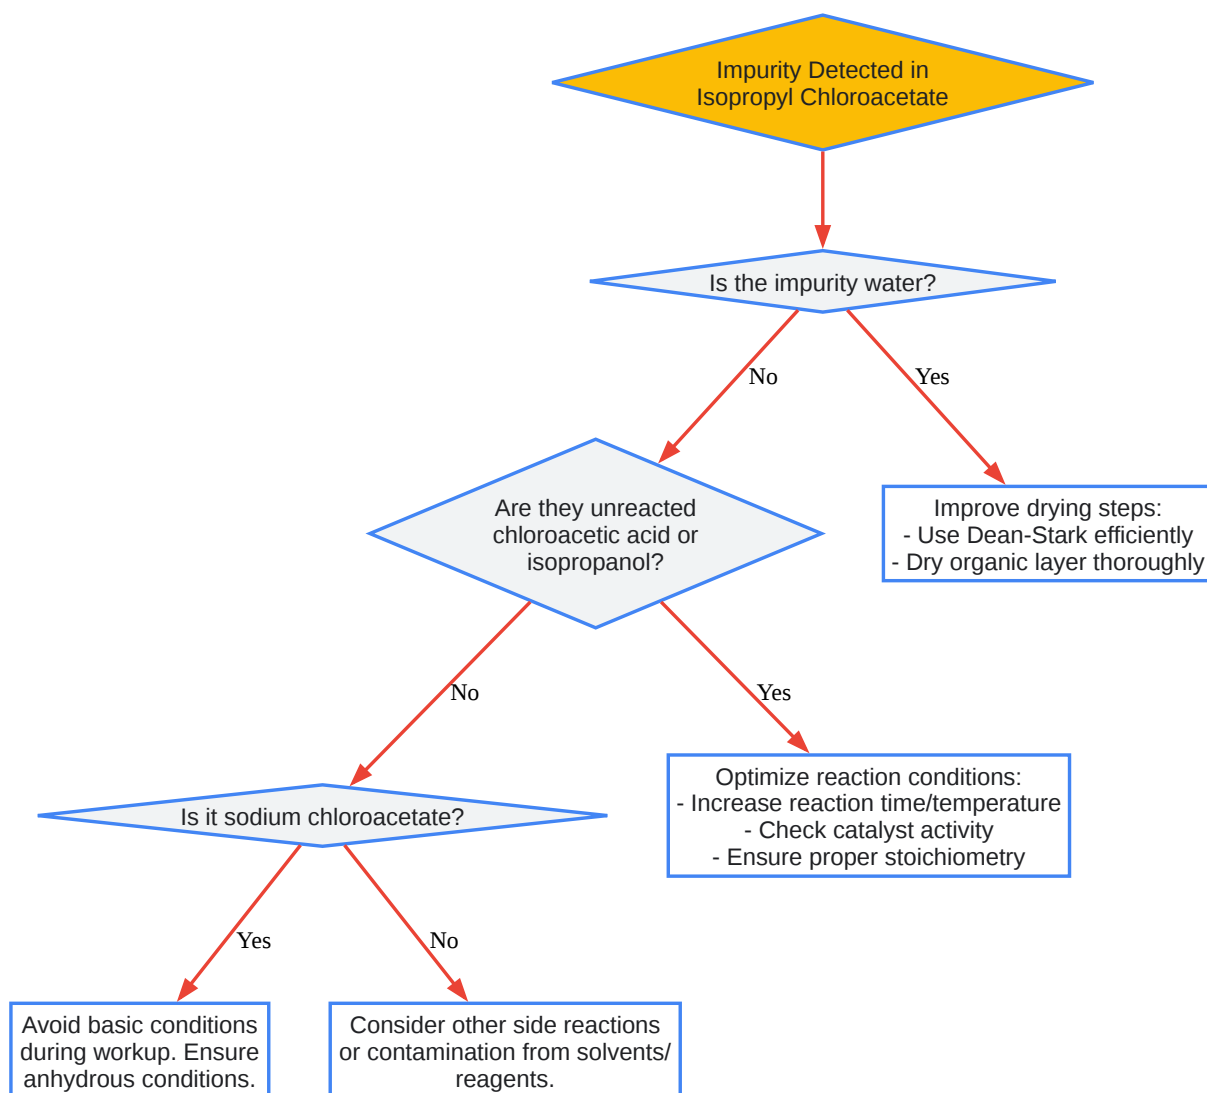 Impurity Detected in
Isopropyl Chloroacetate
Is the impurity water?
No
Yes
Are they unreacted
chloroacetic acid or
isopropanol?
Improve drying steps:
- Use Dean-Stark efficiently
- Dry organic layer thoroughly
No
Yes
Is it sodium chloroacetate?
Optimize reaction conditions:
- Increase reaction time/temperature
- Check catalyst activity
- Ensure proper stoichiometry
Yes
No
Avoid basic conditions
during workup. Ensure
anhydrous conditions.
Consider other side reactions
or contamination from solvents/
reagents.